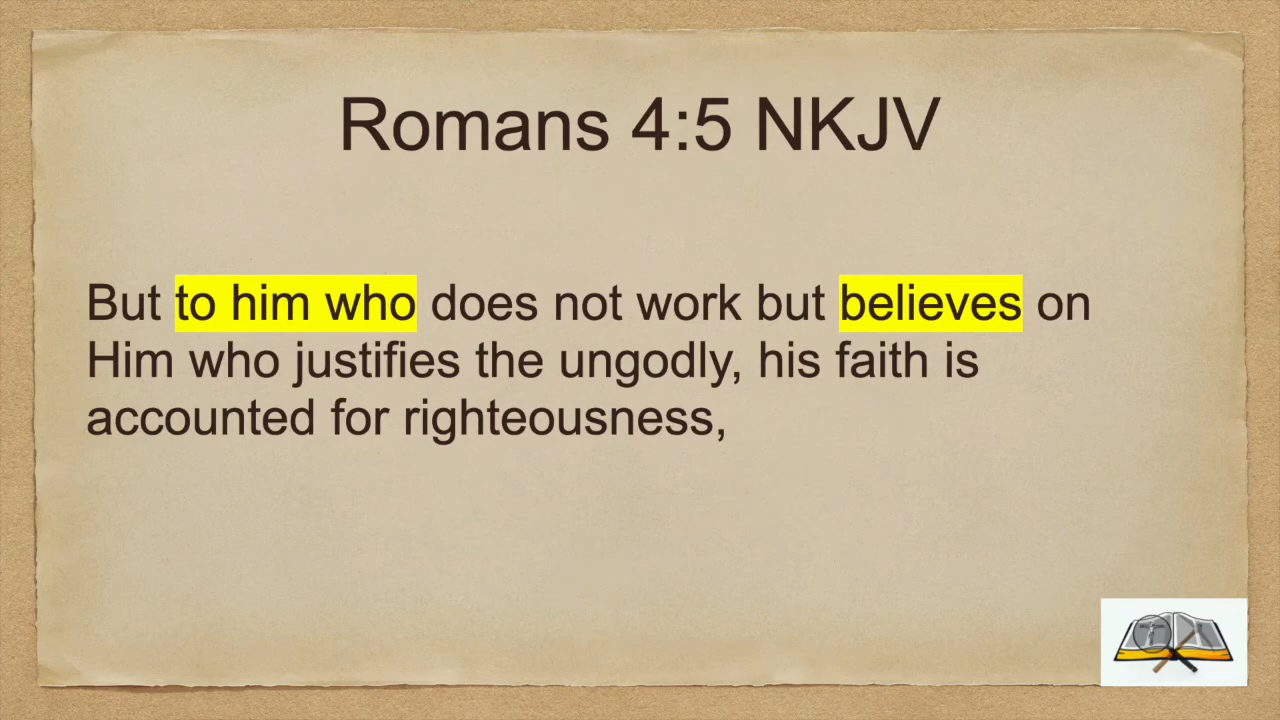 Romans 4:5 NKJV
But to him who does not work but believes on
Him who justifies the ungodly, his faith is
accounted for righteousness,